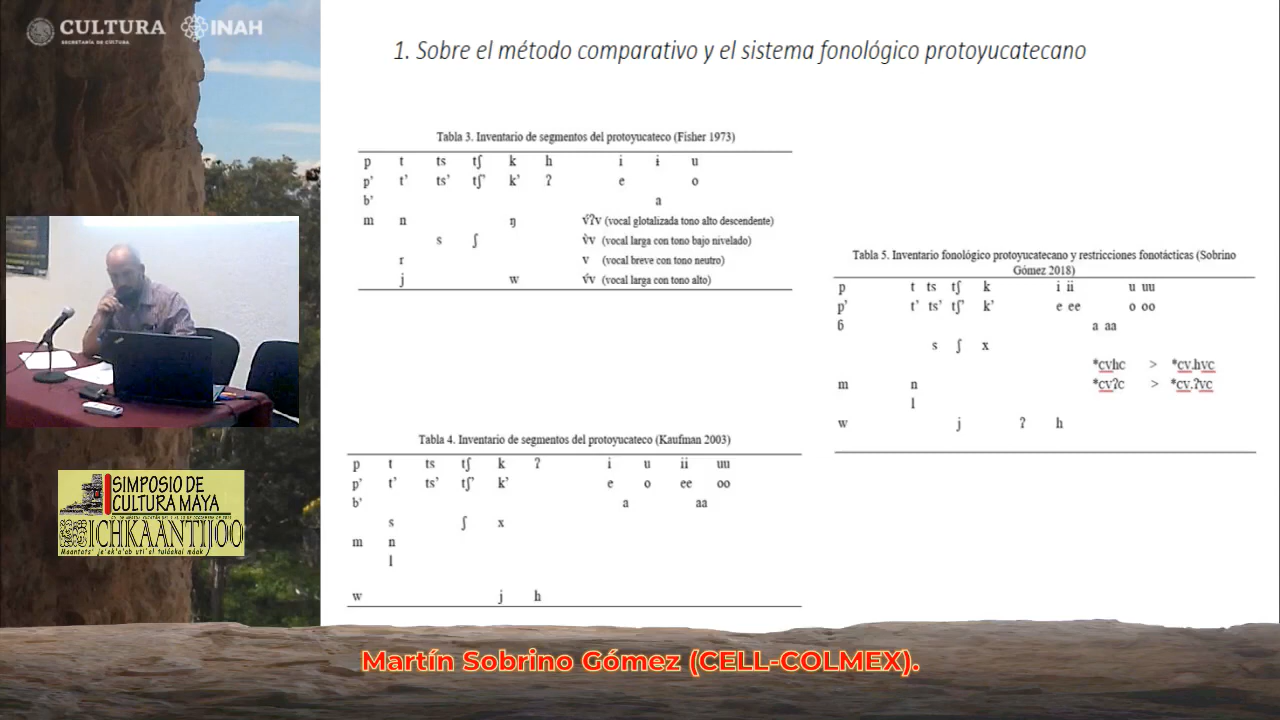 CULTURA
SECRETARÍA DE CULTURA
INAH
1. Sobre el método comparativo y el sistema fonológico protoyucatecano
Tabla 3. Inventario de segmentos del protoyucateco (Fisher 1973)
p t ts tʃ k h i ɨ u
p' t' ts' tʃ' k' ʔ e o
b' a
m n ŋ v́ʔv (vocal glotalizada tono alto descendente)
s ʃ v̀v (vocal larga con tono bajo nivelado)
r v (vocal breve con tono neutro)
j w v́v (vocal larga con tono alto)
Tabla 5. Inventario fonológico protoyucatecano y restricciones fonotácticas (Sobrino
Gómez 2018)
p t ts tʃ k i ii u uu
p' t' ts' tʃ' k' e ee o oo
ɓ a aa
s ʃ x
*cvhc > *cv.hvc
m n *cvʔc > *cv.ʔvc
l
w j ʔ h
Tabla 4. Inventario de segmentos del protoyucateco (Kaufman 2003)
p t ts tʃ k ʔ i u ii uu
p' t' ts' tʃ' k' e o ee oo
b' a aa
s ʃ x
m n
l
w j h
SIMPOSIO DE
CULTURA MAYA
ICHKAANTIJOO
Martín Sobrino Gómez (CELL-COLMEX).